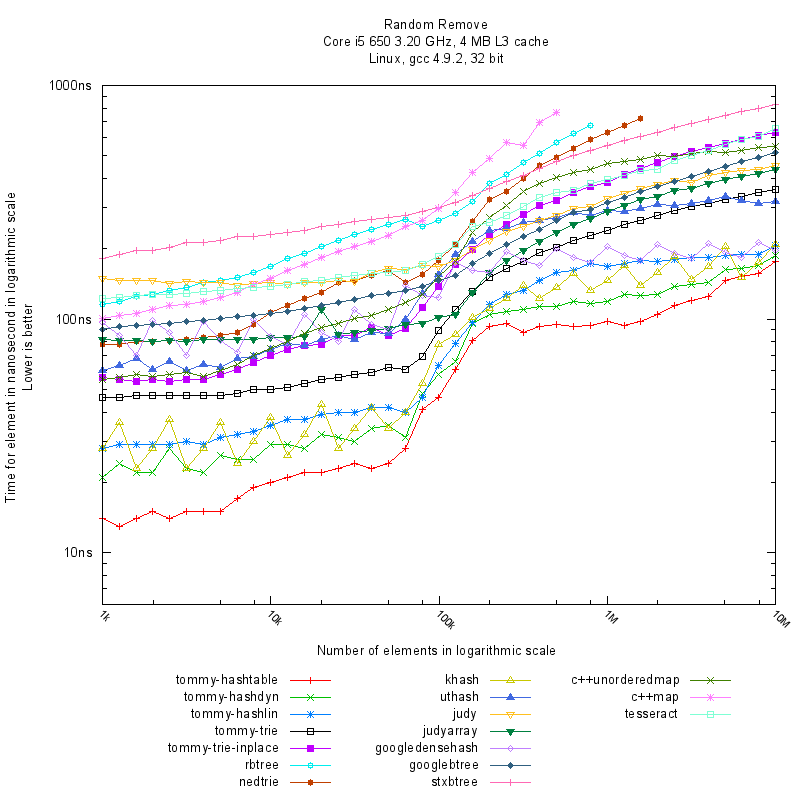 Random Remove
Core i5 650 3.20 GHz, 4 MB L3 cache
Linux, gcc 4.9.2, 32 bit
Time for element in nanosecond in logarithmic scale
Lower is better
1000ns
100ns
10ns
1k
10k
100k
1M
10M
Number of elements in logarithmic scale
tommy-hashtable
tommy-hashdyn
tommy-hashlin
tommy-trie
tommy-trie-inplace
rbtree
nedtrie
khash
uthash
judy
judyarray
googledensehash
googlebtree
stxbtree
c++unorderedmap
c++map
tesseract